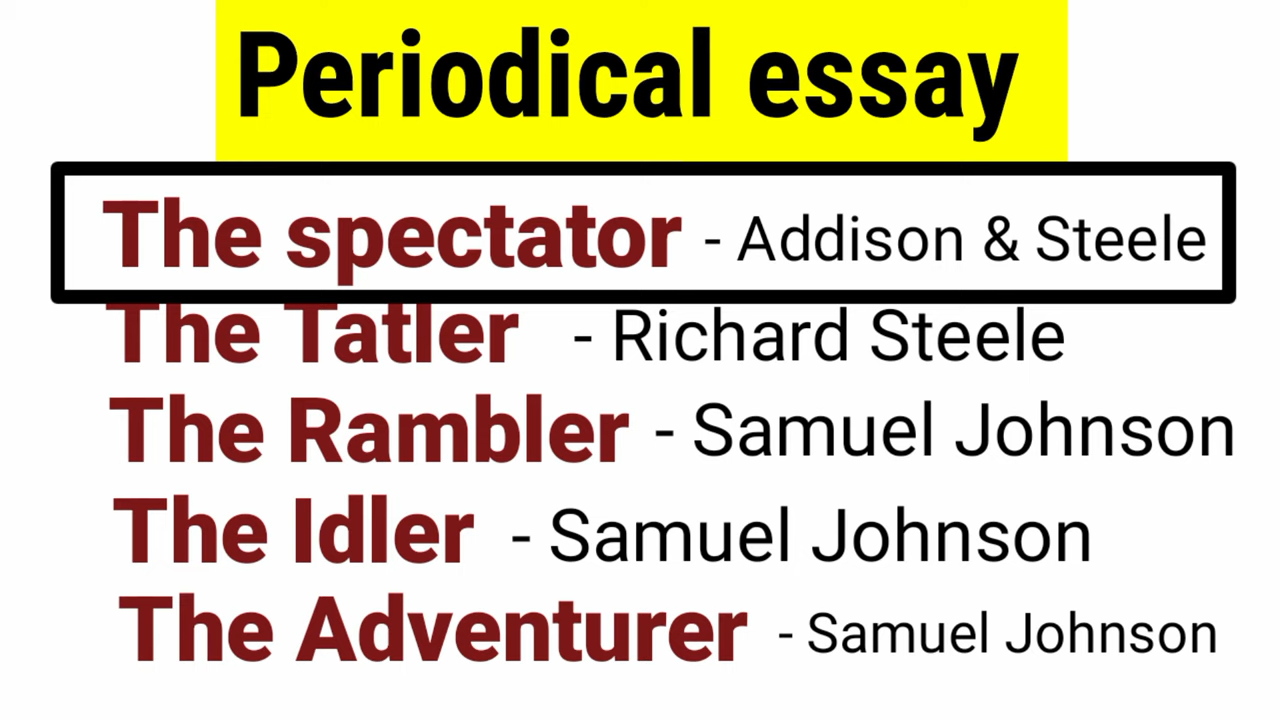 Periodical essay
The spectator - Addison & Steele
The Tatler - Richard Steele
The Rambler - Samuel Johnson
The Idler - Samuel Johnson
The Adventurer - Samuel Johnson